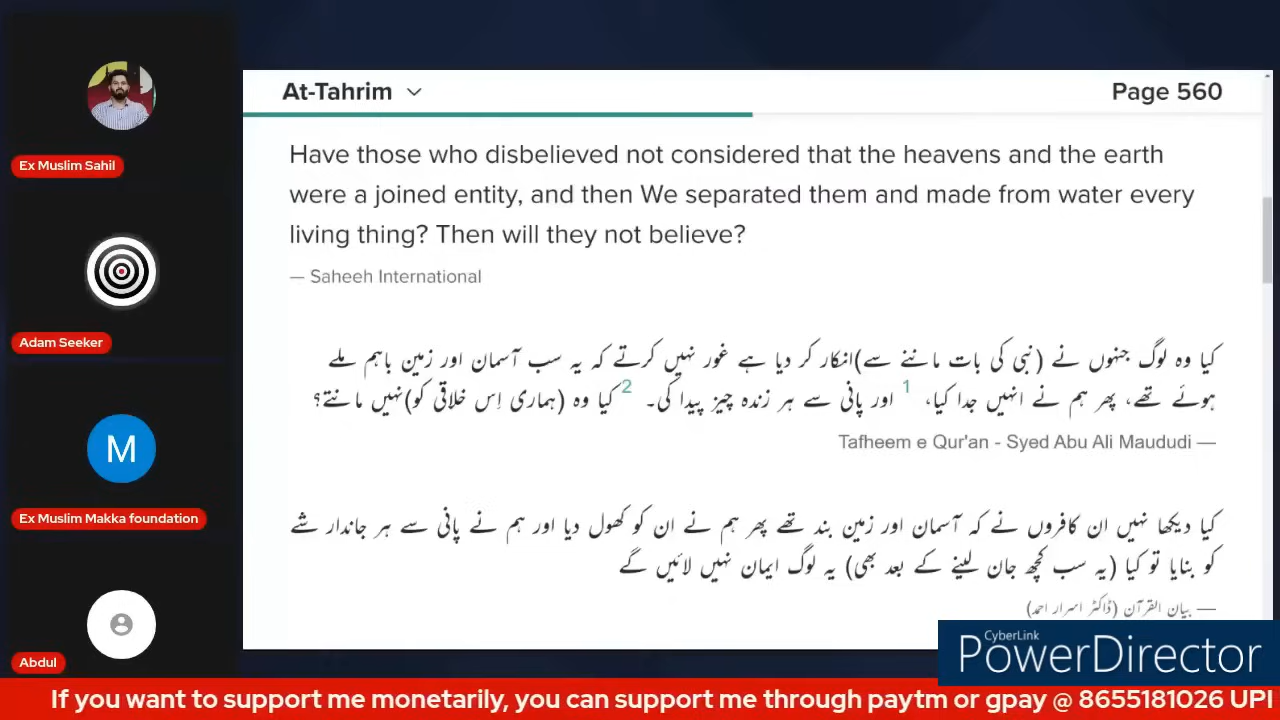 Ex Muslim Sahil
Adam Seeker
M
Ex Muslim Makka foundation
Abdul
At-Tahrim
Page 560
Have those who disbelieved not considered that the heavens and the earth
were a joined entity, and then We separated them and made from water every
living thing? Then will they not believe?
— Saheeh International
کیا وہ لوگ جنہوں نے (نبی کی بات ماننے سے)انکار کر دیا ہے غور نہیں کرتے کہ یہ سب آسمان اور زمین باہم ملے
ہوئے تھے، پھر ہم نے انہیں جدا کیا، 1 اور پانی سے ہر زندہ چیز پیدا کی۔ 2 کیا وہ (ہماری اِس خلاقی کو)نہیں مانتے؟
Tafheem e Qur'an - Syed Abu Ali Maududi —
کیا دیکھا نہیں ان کافروں نے کہ آسمان اور زمین بند تھے پھر ہم نے ان کو کھول دیا اور ہم نے پانی سے ہر جاندار شے
کو بنایا تو کیا (یہ سب کچھ جان لینے کے بعد بھی) یہ لوگ ایمان نہیں لائیں گے
— بیان القرآن (ڈاکٹر اسرار احمد)
CyberLink
PowerDirector
If you want to support me monetarily, you can support me through paytm or gpay @ 8655181026 UPI